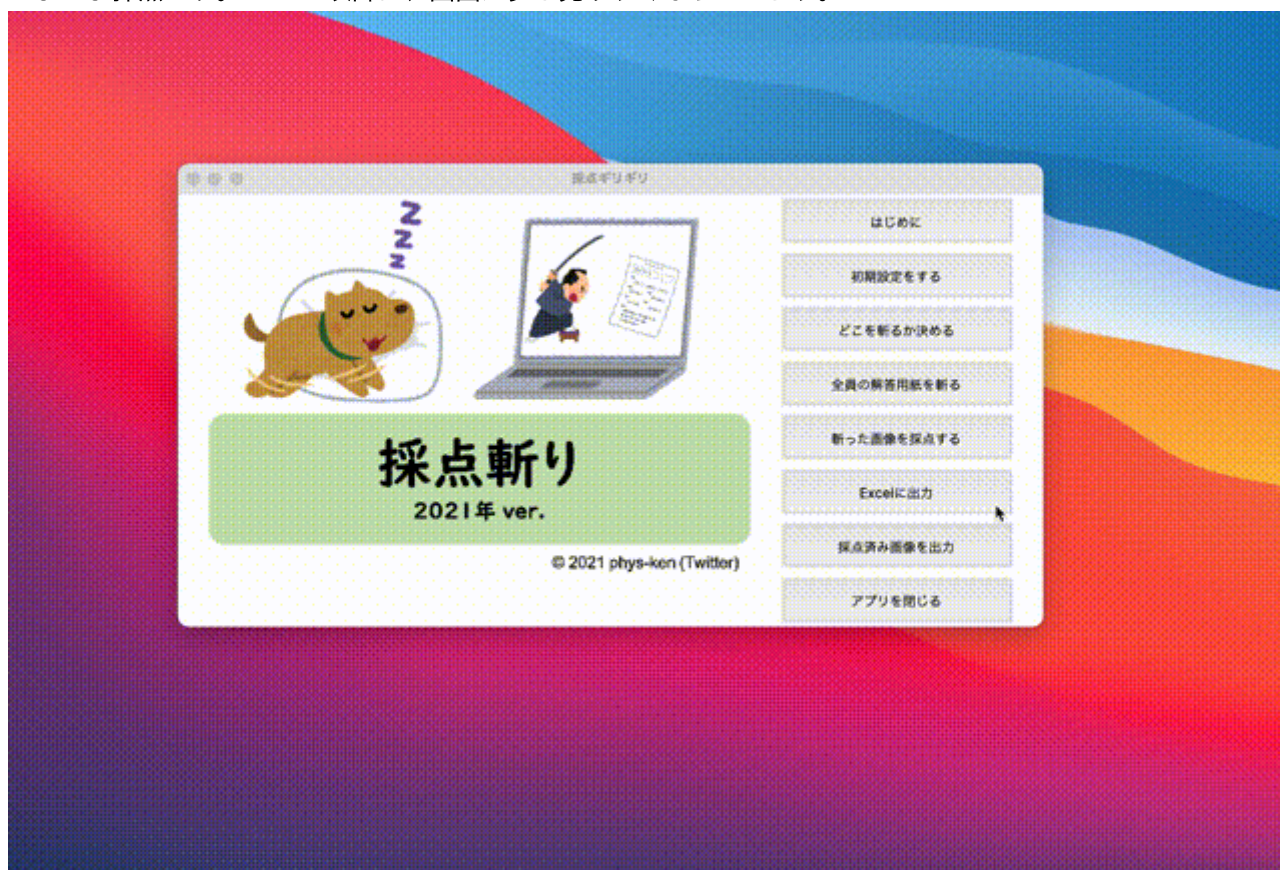 採点ギリギリ
Z
Z
Z
採点斬り
2021年 ver.
© 2021 phys-ken (Twitter)
はじめに
初期設定をする
どこを斬るか決める
全員の解答用紙を斬る
斬った画像を採点する
Excelに出力
採点済み画像を出力
アプリを閉じる